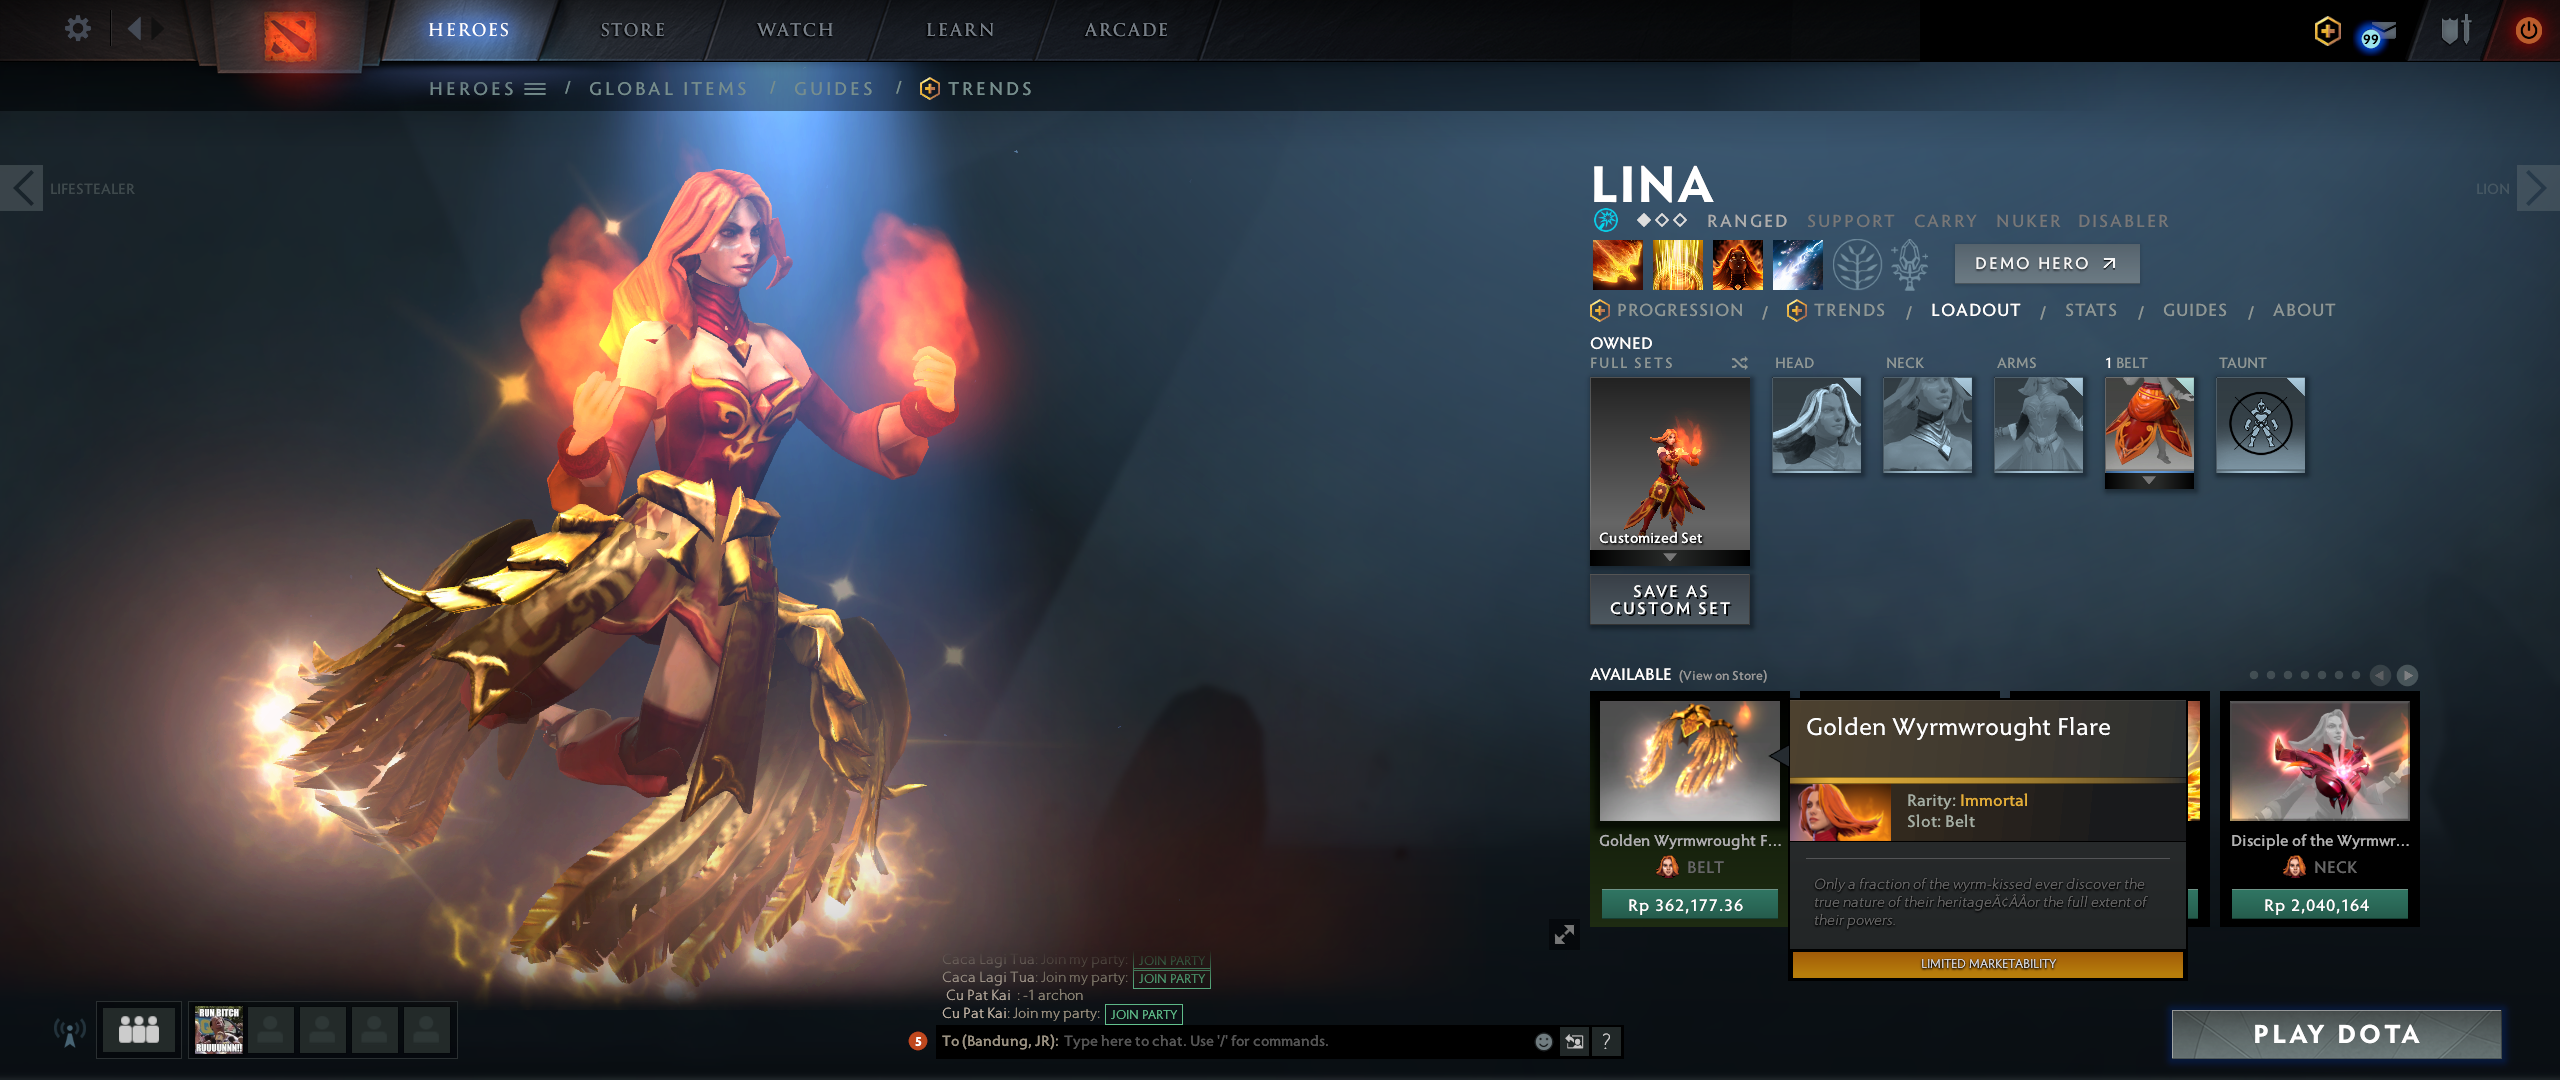 HEROES
STORE
WATCH
LEARN
ARCADE
99
HEROES / GLOBAL ITEMS / GUIDES / TRENDS
LIFESTEALER
LION
LINA
RANGED SUPPORT CARRY NUKER DISABLER
DEMO HERO
PROGRESSION / TRENDS / LOADOUT / STATS / GUIDES / ABOUT
OWNED
FULL SETS
HEAD
NECK
ARMS
1 BELT
TAUNT
Customized Set
SAVE AS
CUSTOM SET
AVAILABLE (View on Store)
Golden Wyrmwrought F...
BELT
Rp 362,177.36
Golden Wyrmwrought Flare
Rarity: Immortal
Slot: Belt
Only a fraction of the wyrm-kissed ever discover the
true nature of their heritageÃ¢ÂÂor the full extent of
their powers.
LIMITED MARKETABILITY
Disciple of the Wyrmwr...
NECK
Rp 2,040,164
Caca Lagi Tua: Join my party: JOIN PARTY
Caca Lagi Tua: Join my party: JOIN PARTY
Cu Pat Kai : -1 archon
Cu Pat Kai: Join my party: JOIN PARTY
5
To (Bandung, JR): Type here to chat. Use '/' for commands.
?
RUN BITCH
RUUUUNNN!!
PLAY DOTA